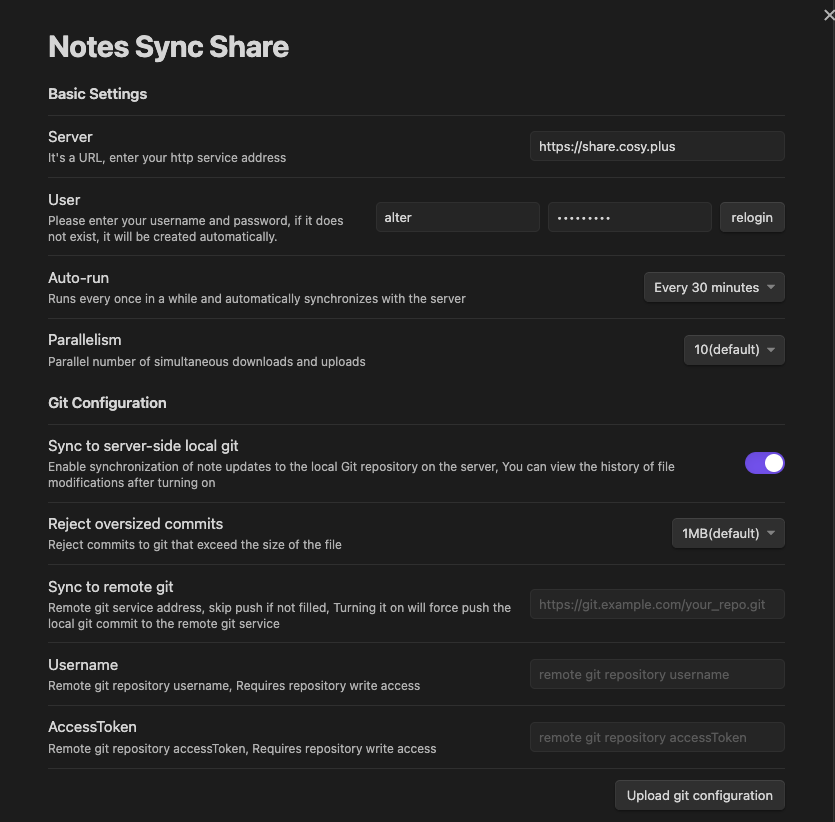 Notes Sync Share
Basic Settings
Server
It's a URL, enter your http service address
https://share.cosy.plus
User
Please enter your username and password, if it does
not exist, it will be created automatically.
alter
•••••••••
relogin
Auto-run
Runs every once in a while and automatically synchronizes with the server
Every 30 minutes
Parallelism
Parallel number of simultaneous downloads and uploads
10(default)
Git Configuration
Sync to server-side local git
Enable synchronization of note updates to the local Git repository on the server, You can view the history of file
modifications after turning on
Reject oversized commits
Reject commits to git that exceed the size of the file
1MB(default)
Sync to remote git
Remote git service address, skip push if not filled, Turning it on will force push the
local git commit to the remote git service
https://git.example.com/your_repo.git
Username
Remote git repository username, Requires repository write access
remote git repository username
AccessToken
Remote git repository accessToken, Requires repository write access
remote git repository accessToken
Upload git configuration